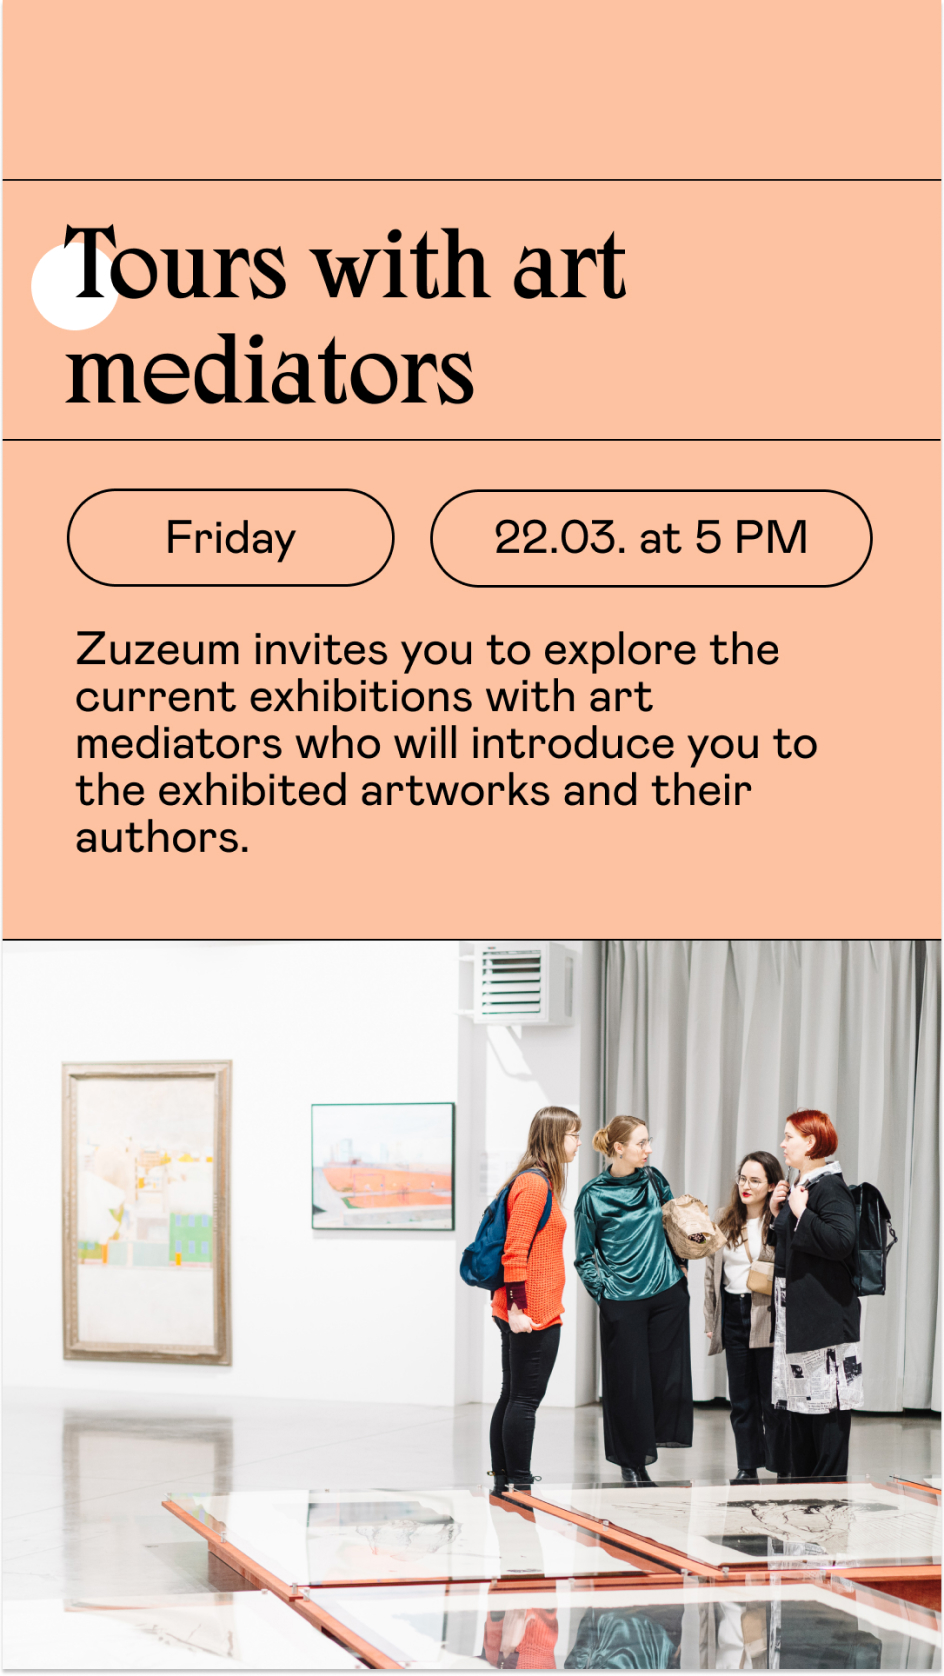 Tours with art
mediators
Friday
22.03. at 5 PM
Zuzeum invites you to explore the
current exhibitions with art
mediators who will introduce you to
the exhibited artworks and their
authors.